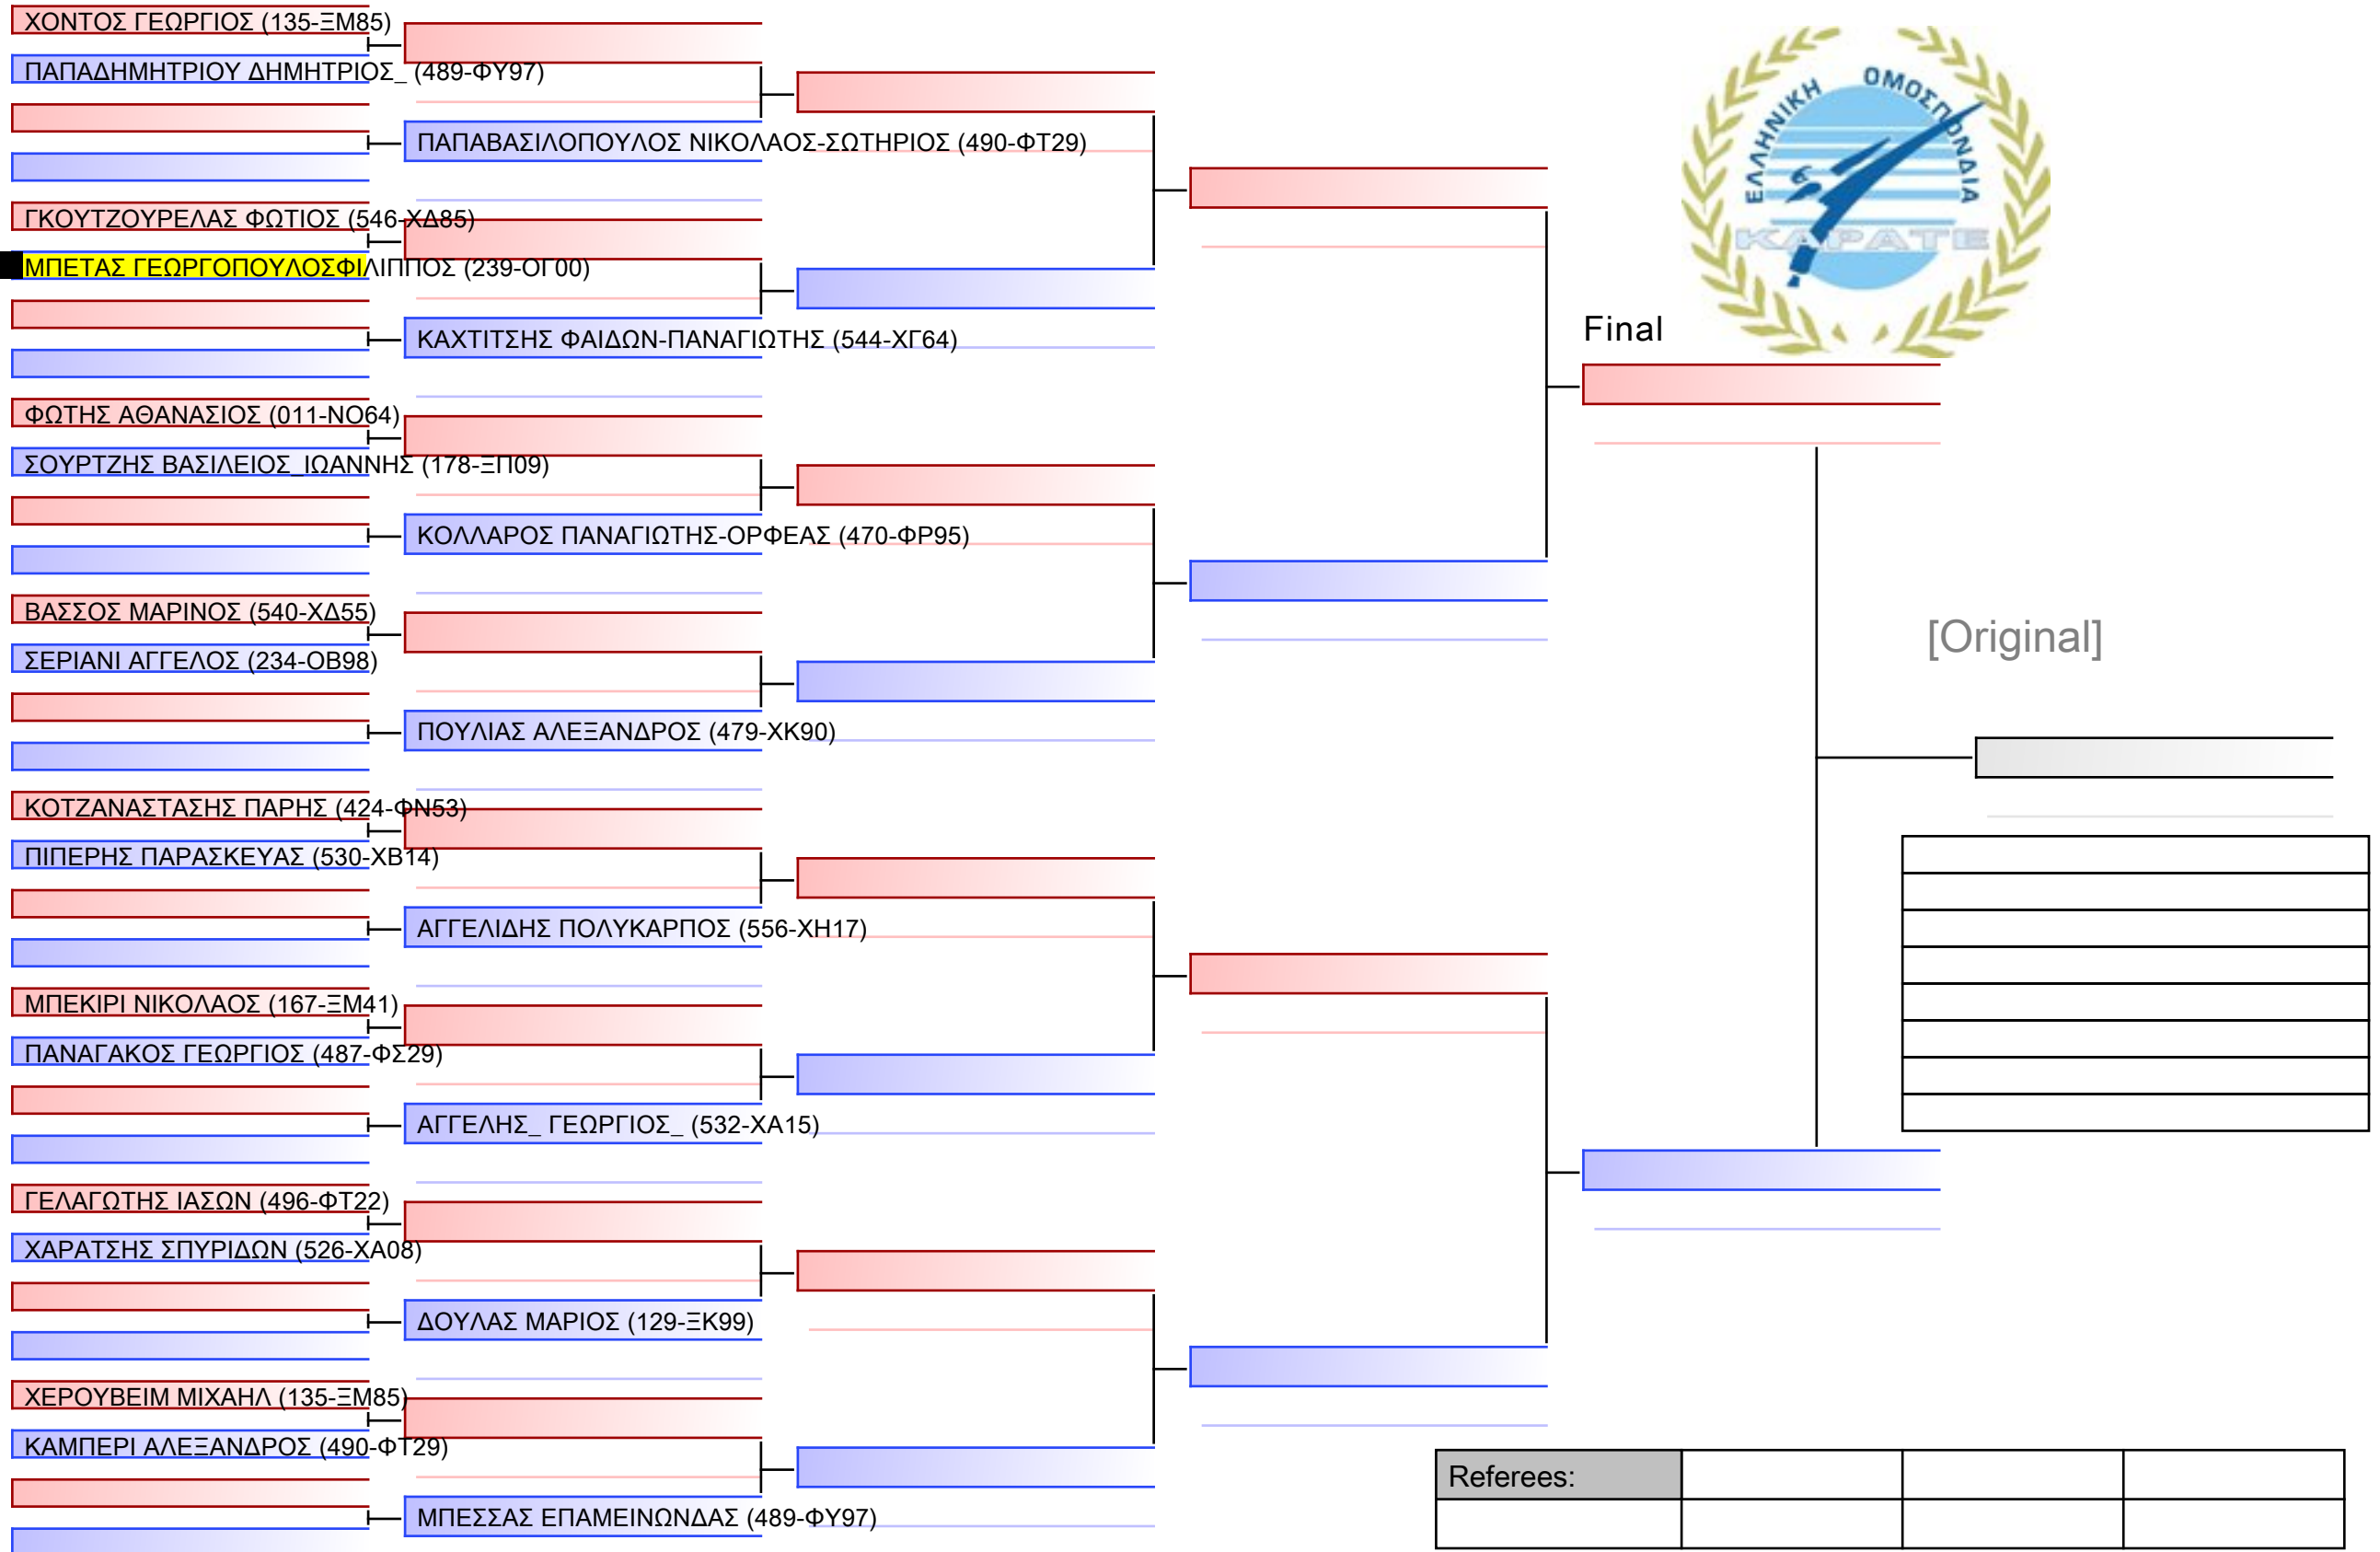 ΧΟΝΤΟΣ ΓΕΩΡΓΙΟΣ (135-ΞΜ85)
ΠΑΠΑΔΗΜΗΤΡΙΟΥ ΔΗΜΗΤΡΙΟΣ_ (489-ΦΥ97)
ΠΑΠΑΒΑΣΙΛΟΠΟΥΛΟΣ ΝΙΚΟΛΑΟΣ-ΣΩΤΗΡΙΟΣ (490-ΦΤ29)
ΓΚΟΥΤΖΟΥΡΕΛΑΣ ΦΩΤΙΟΣ (546-ΧΔ85)
ΜΠΕΤΑΣ ΓΕΩΡΓΟΠΟΥΛΟΣΦΙΛΙΠΠΟΣ (239-ΟΓ00)
ΚΑΧΤΙΤΣΗΣ ΦΑΙΔΩΝ-ΠΑΝΑΓΙΩΤΗΣ (544-ΧΓ64)
ΦΩΤΗΣ ΑΘΑΝΑΣΙΟΣ (011-ΝΟ64)
ΣΟΥΡΤΖΗΣ ΒΑΣΙΛΕΙΟΣ_ΙΩΑΝΝΗΣ (178-ΞΠ09)
ΚΟΛΛΑΡΟΣ ΠΑΝΑΓΙΩΤΗΣ-ΟΡΦΕΑΣ (470-ΦΡ95)
ΒΑΣΣΟΣ ΜΑΡΙΝΟΣ (540-ΧΔ55)
ΣΕΡΙΑΝΙ ΑΓΓΕΛΟΣ (234-ΟΒ98)
ΠΟΥΛΙΑΣ ΑΛΕΞΑΝΔΡΟΣ (479-ΧΚ90)
ΚΟΤΖΑΝΑΣΤΑΣΗΣ ΠΑΡΗΣ (424-ΦΝ53)
ΠΙΠΕΡΗΣ ΠΑΡΑΣΚΕΥΑΣ (530-ΧΒ14)
ΑΓΓΕΛΙΔΗΣ ΠΟΛΥΚΑΡΠΟΣ (556-ΧΗ17)
ΜΠΕΚΙΡΙ ΝΙΚΟΛΑΟΣ (167-ΞΜ41)
ΠΑΝΑΓΑΚΟΣ ΓΕΩΡΓΙΟΣ (487-ΦΣ29)
ΑΓΓΕΛΗΣ_ ΓΕΩΡΓΙΟΣ_ (532-ΧΑ15)
ΓΕΛΑΓΩΤΗΣ ΙΑΣΩΝ (496-ΦΤ22)
ΧΑΡΑΤΣΗΣ ΣΠΥΡΙΔΩΝ (526-ΧΑ08)
ΔΟΥΛΑΣ ΜΑΡΙΟΣ (129-ΞΚ99)
ΧΕΡΟΥΒΕΙΜ ΜΙΧΑΗΛ (135-ΞΜ85)
ΚΑΜΠΕΡΙ ΑΛΕΞΑΝΔΡΟΣ (490-ΦΤ29)
ΜΠΕΣΣΑΣ ΕΠΑΜΕΙΝΩΝΔΑΣ (489-ΦΥ97)
ΕΛΛΗΝΙΚΗ ΟΜΟΣΠΟΝΔΙΑ
ΚΑΡΑΤΕ
Final
[Original]
Referees: